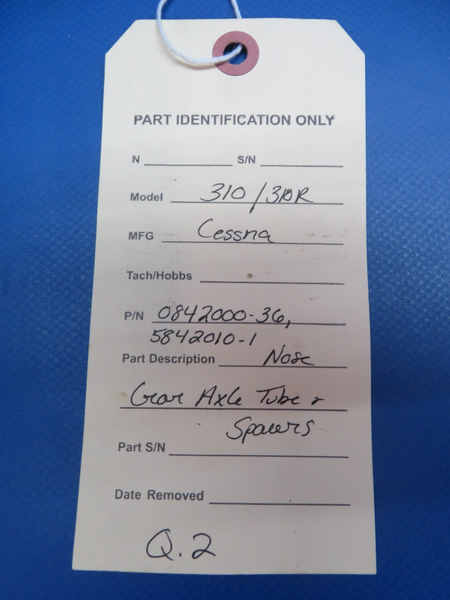 PART IDENTIFICATION ONLY
N S/N
Model 310/310R
MFG Cessna
Tach/Hobbs
P/N 0842000-36,
5842010-1
Part Description Nose
Gear Axle Tube &
Spacers
Part S/N
Date Removed
Q.2